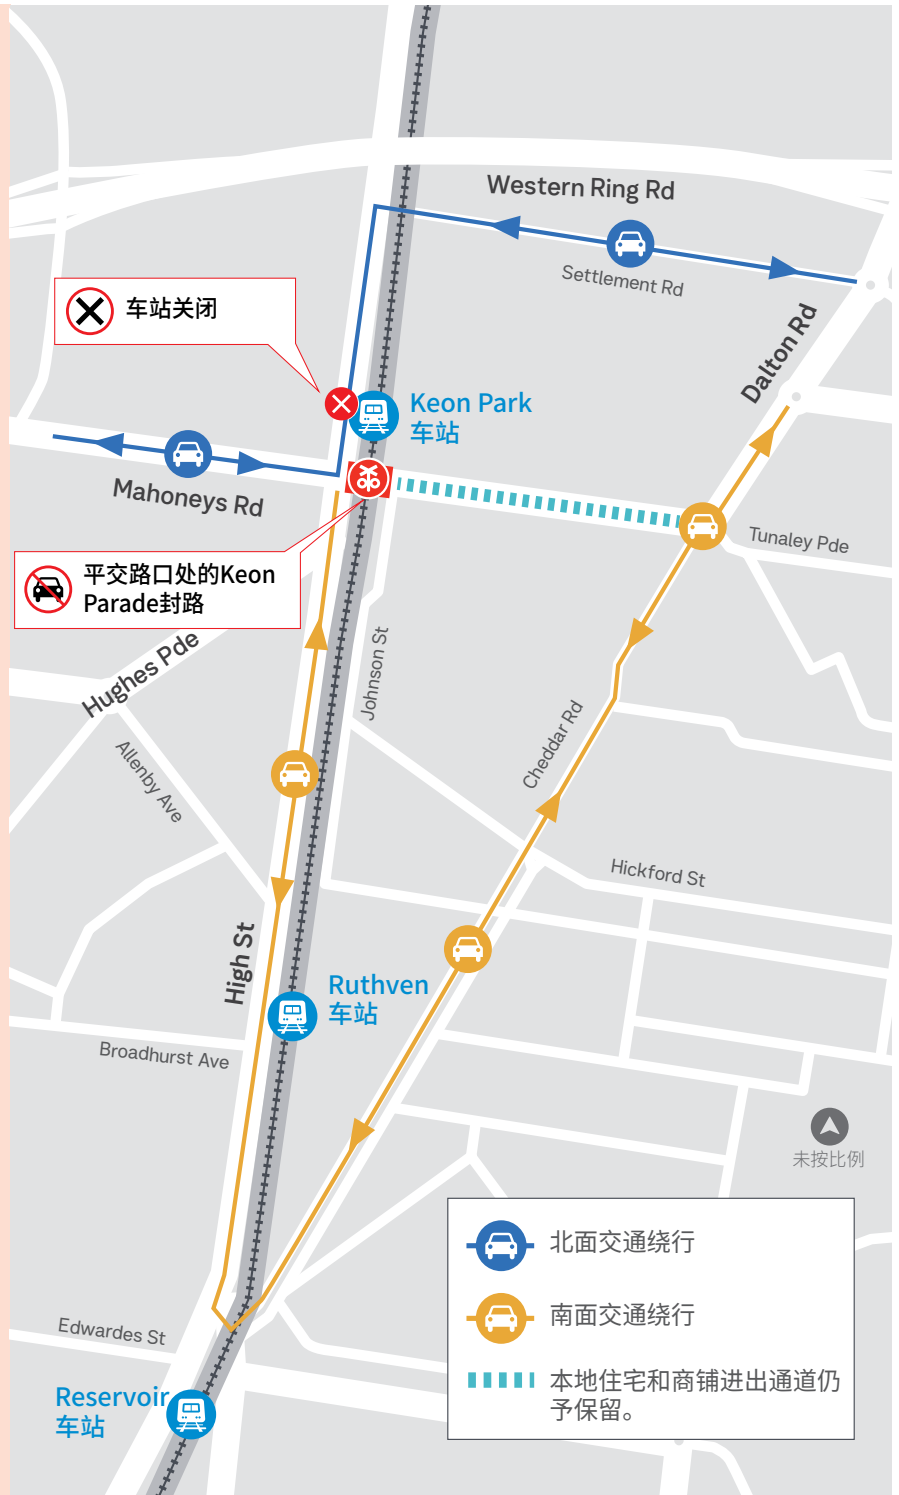 Western Ring Rd
Settlement Rd
车站关闭
Dalton Rd
Keon Park
车站
Mahoneys Rd
Tunaley Pde
平交路口处的Keon
Parade封路
Hughes Pde
Johnson St
Allenby Ave
Cheddar Rd
Hickford St
High St
Ruthven
车站
Broadhurst Ave
未按比例
北面交通绕行
南面交通绕行
Edwardes St
本地住宅和商铺进出通道仍
予保留。
Reservoir
车站